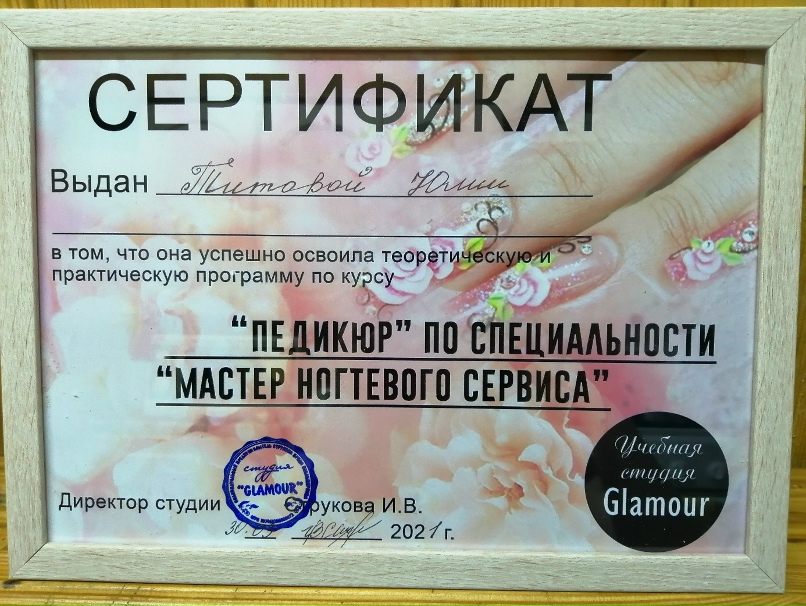 СЕРТИФИКАТ
Выдан Титовой Юлии
в том, что она успешно освоила теоретическую и
практическую программу по курсу
“ПЕДИКЮР” ПО СПЕЦИАЛЬНОСТИ
“МАСТЕР НОГТЕВОГО СЕРВИСА”
студия
"GLAMOUR"
Учебная
студия
Glamour
Директор студии рукова И.В.
2021 г.